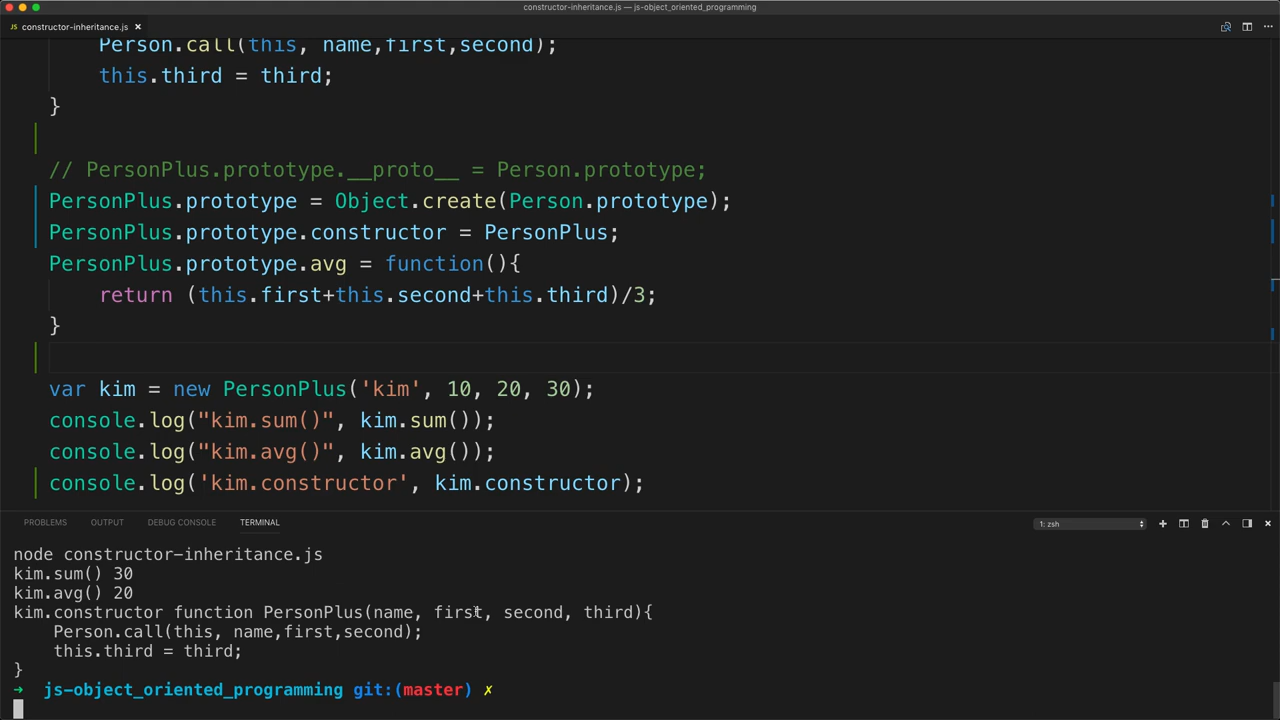 constructor-inheritance.js — js-object_oriented_programming
JS constructor-inheritance.js ×
Person.call(this, name,first,second);
this.third = third;
}
// PersonPlus.prototype.__proto__ = Person.prototype;
PersonPlus.prototype = Object.create(Person.prototype);
PersonPlus.prototype.constructor = PersonPlus;
PersonPlus.prototype.avg = function(){
return (this.first+this.second+this.third)/3;
}
var kim = new PersonPlus('kim', 10, 20, 30);
console.log("kim.sum()", kim.sum());
console.log("kim.avg()", kim.avg());
console.log('kim.constructor', kim.constructor);
PROBLEMS OUTPUT DEBUG CONSOLE TERMINAL 1: zsh
node constructor-inheritance.js
kim.sum() 30
kim.avg() 20
kim.constructor function PersonPlus(name, first, second, third){
Person.call(this, name,first,second);
this.third = third;
}
➜ js-object_oriented_programming git:(master) ✗